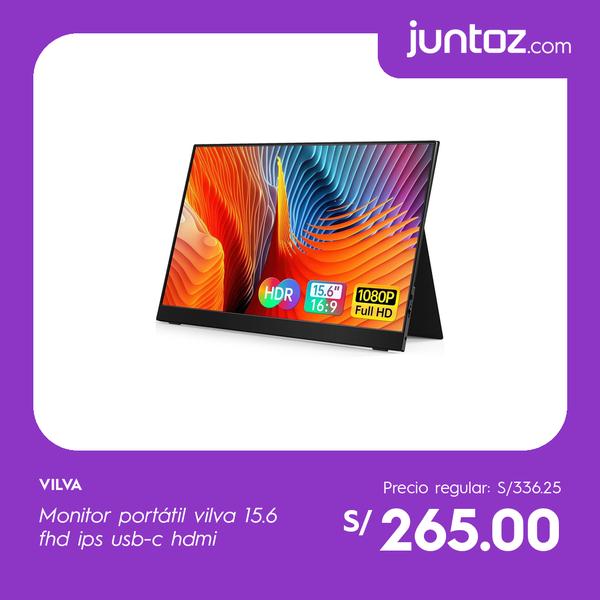 juntoz.com
HDR
15.6"
16:9
1080P
Full HD
VILVA
Monitor portátil vilva 15.6
fhd ips usb-c hdmi
Precio regular: S/336.25
S/ 265.00